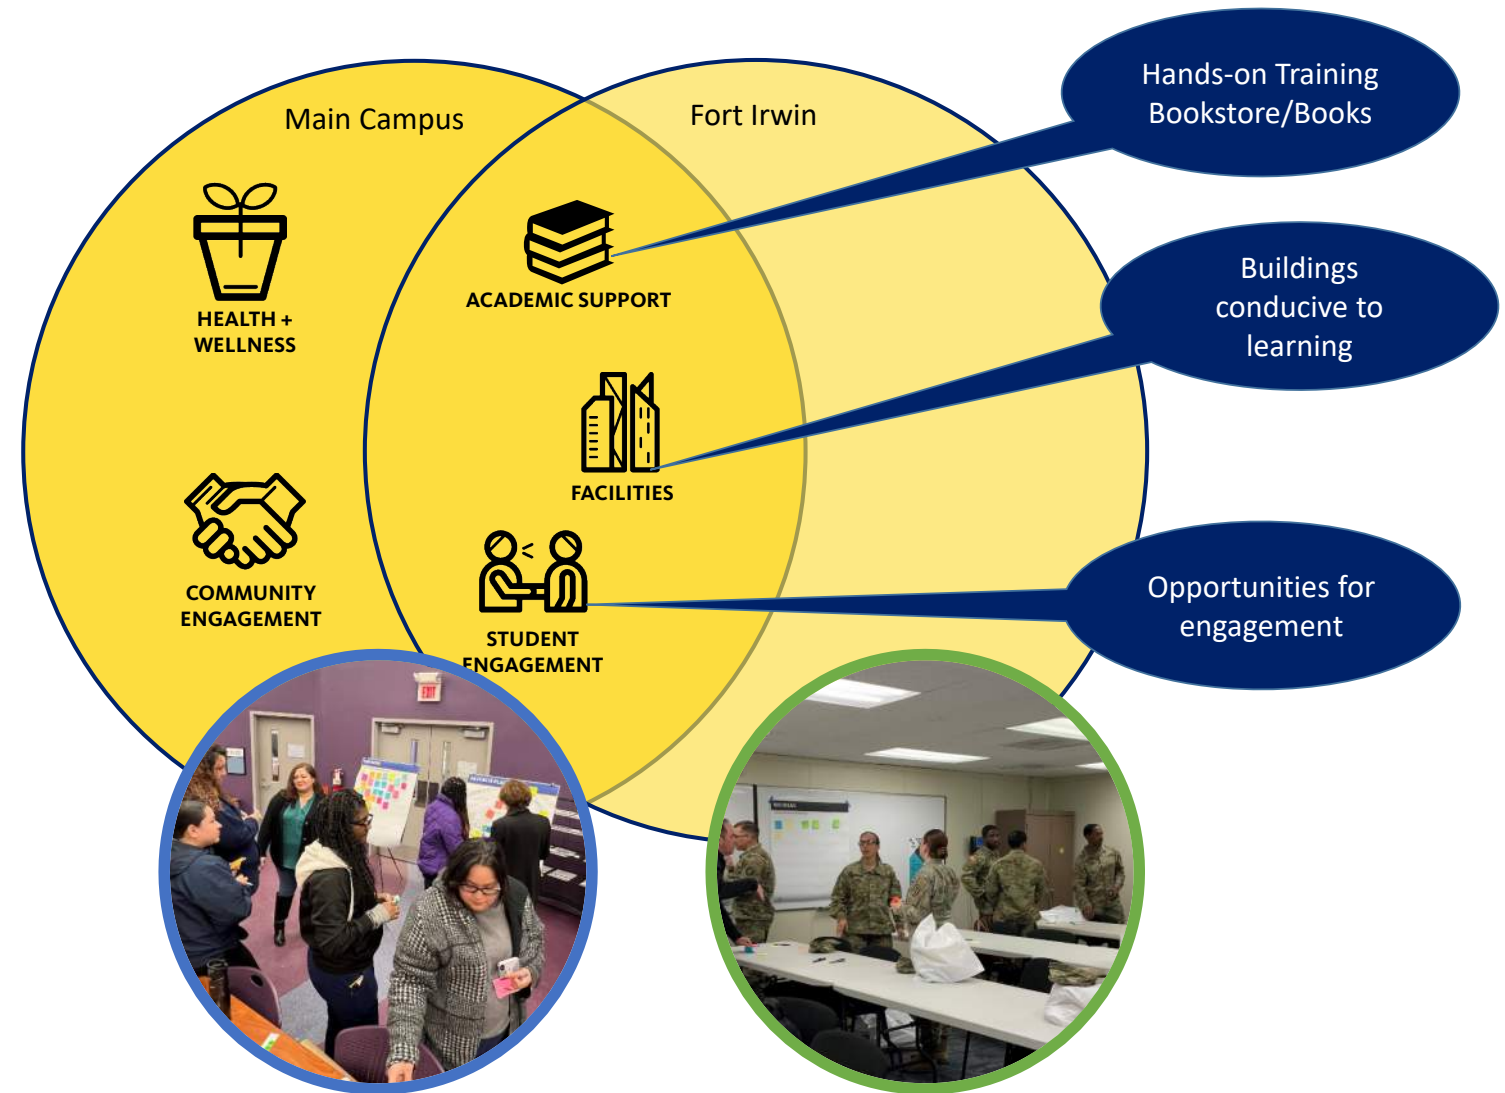 Main Campus
Fort Irwin
Hands-on Training
Bookstore/Books
HEALTH +
WELLNESS
ACADEMIC SUPPORT
Buildings
conducive to
learning
FACILITIES
COMMUNITY
ENGAGEMENT
STUDENT
ENGAGEMENT
Opportunities for
engagement
EXIT